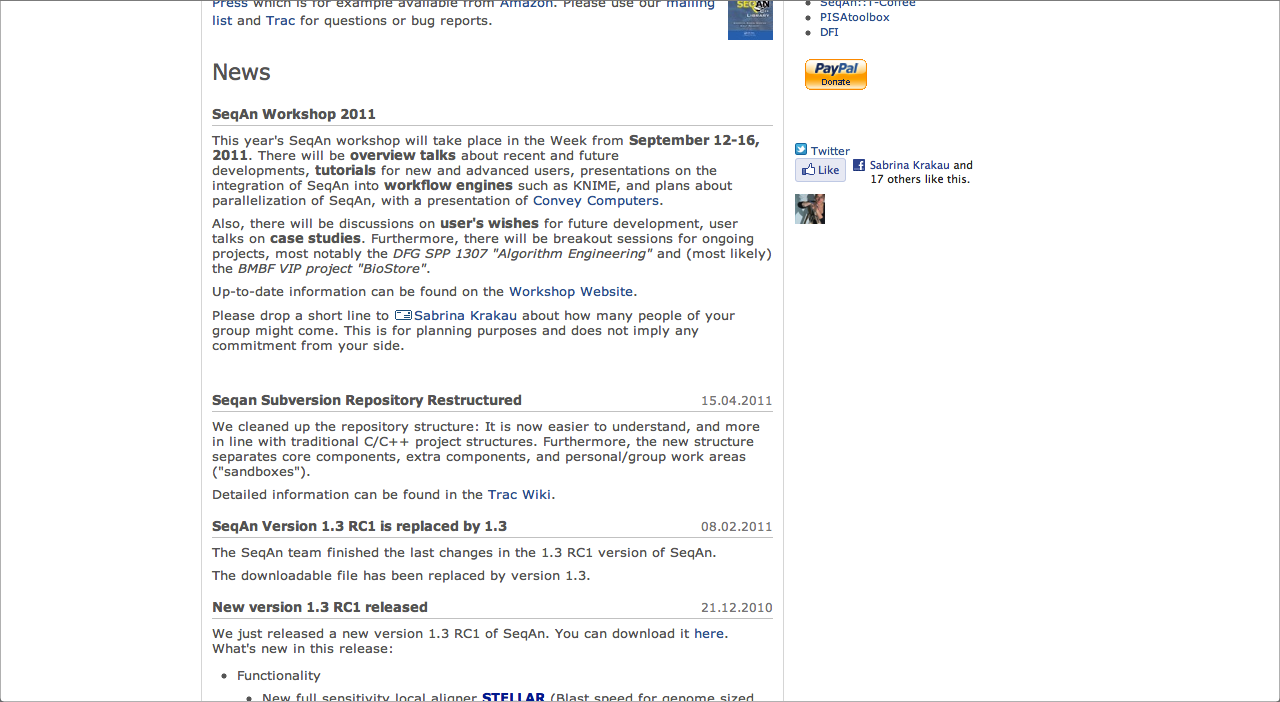 Press which is for example available from Amazon. Please use our mailing
list and Trac for questions or bug reports.
SEQAN
LIBRARY
News
SeqAn Workshop 2011
This year's SeqAn workshop will take place in the Week from September 12-16,
2011. There will be overview talks about recent and future
developments, tutorials for new and advanced users, presentations on the
integration of SeqAn into workflow engines such as KNIME, and plans about
parallelization of SeqAn, with a presentation of Convey Computers.
Also, there will be discussions on user's wishes for future development, user
talks on case studies. Furthermore, there will be breakout sessions for ongoing
projects, most notably the DFG SPP 1307 "Algorithm Engineering" and (most likely)
the BMBF VIP project "BioStore".
Up-to-date information can be found on the Workshop Website.
Please drop a short line to Sabrina Krakau about how many people of your
group might come. This is for planning purposes and does not imply any
commitment from your side.
Seqan Subversion Repository Restructured 15.04.2011
We cleaned up the repository structure: It is now easier to understand, and more
in line with traditional C/C++ project structures. Furthermore, the new structure
separates core components, extra components, and personal/group work areas
("sandboxes").
Detailed information can be found in the Trac Wiki.
SeqAn Version 1.3 RC1 is replaced by 1.3 08.02.2011
The SeqAn team finished the last changes in the 1.3 RC1 version of SeqAn.
The downloadable file has been replaced by version 1.3.
New version 1.3 RC1 released 21.12.2010
We just released a new version 1.3 RC1 of SeqAn. You can download it here.
What's new in this release:
• Functionality
• New full sensitivity local aligner STELLAR (Blast speed for genome sized
• SeqAn::T-Coffee
• PISAtoolbox
• DFI
PayPal
Donate
Twitter
Like
Sabrina Krakau and
17 others like this.